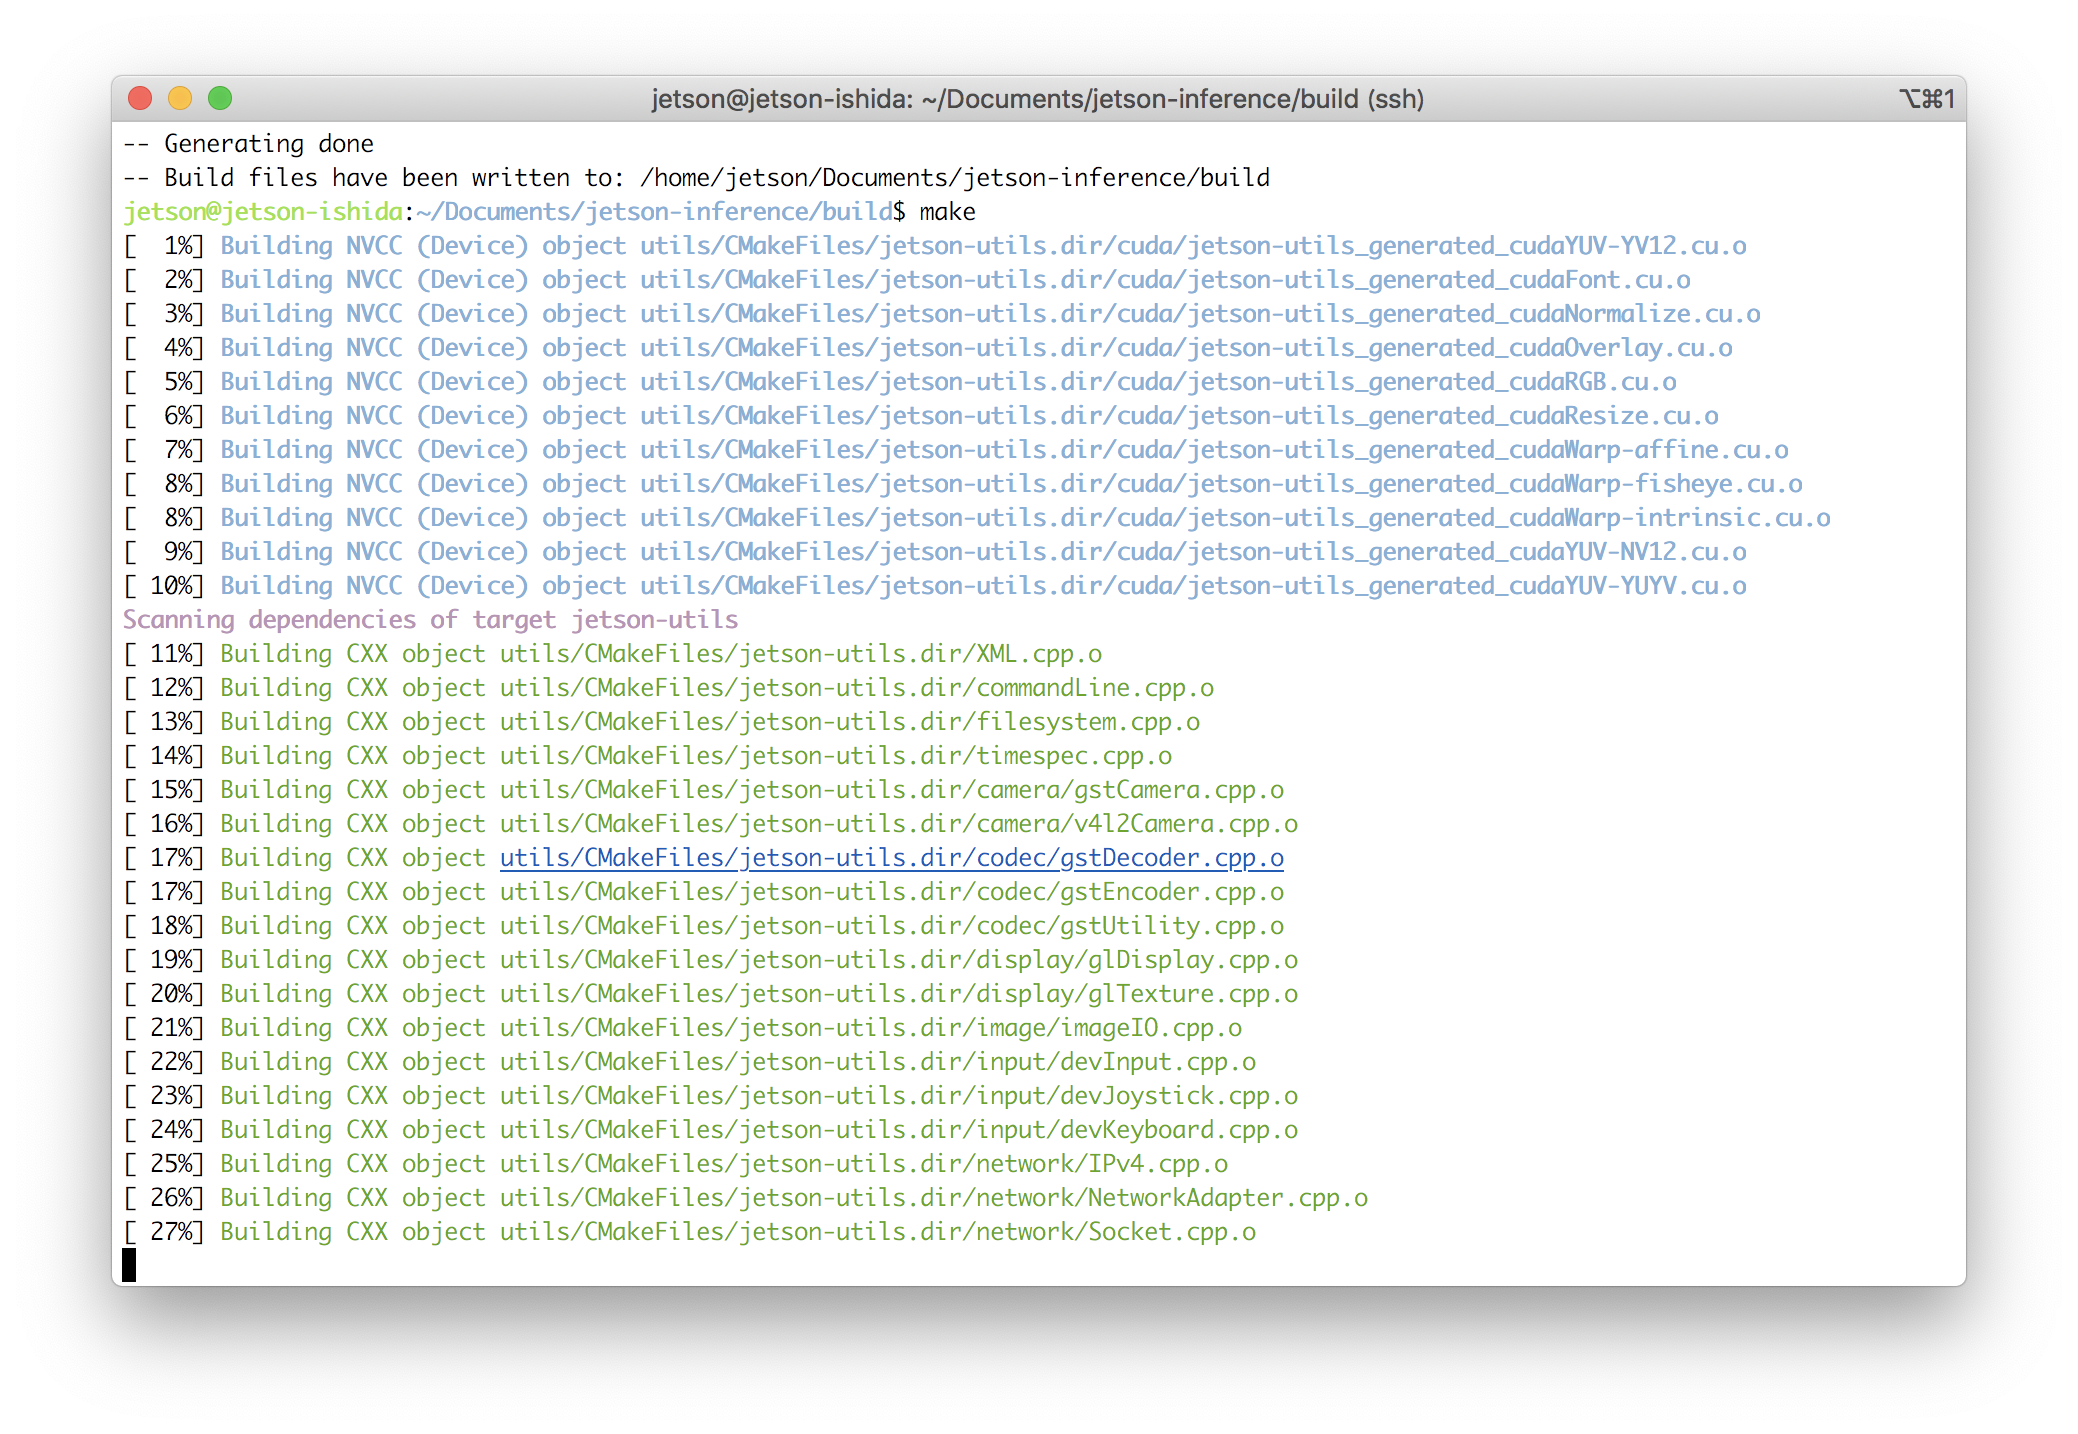 jetson@jetson-ishida: ~/Documents/jetson-inference/build (ssh)
⌥⌘1
-- Generating done
-- Build files have been written to: /home/jetson/Documents/jetson-inference/build
jetson@jetson-ishida:~/Documents/jetson-inference/build$ make
[  1%] Building NVCC (Device) object utils/CMakeFiles/jetson-utils.dir/cuda/jetson-utils_generated_cudaYUV-YV12.cu.o
[  2%] Building NVCC (Device) object utils/CMakeFiles/jetson-utils.dir/cuda/jetson-utils_generated_cudaFont.cu.o
[  3%] Building NVCC (Device) object utils/CMakeFiles/jetson-utils.dir/cuda/jetson-utils_generated_cudaNormalize.cu.o
[  4%] Building NVCC (Device) object utils/CMakeFiles/jetson-utils.dir/cuda/jetson-utils_generated_cudaOverlay.cu.o
[  5%] Building NVCC (Device) object utils/CMakeFiles/jetson-utils.dir/cuda/jetson-utils_generated_cudaRGB.cu.o
[  6%] Building NVCC (Device) object utils/CMakeFiles/jetson-utils.dir/cuda/jetson-utils_generated_cudaResize.cu.o
[  7%] Building NVCC (Device) object utils/CMakeFiles/jetson-utils.dir/cuda/jetson-utils_generated_cudaWarp-affine.cu.o
[  8%] Building NVCC (Device) object utils/CMakeFiles/jetson-utils.dir/cuda/jetson-utils_generated_cudaWarp-fisheye.cu.o
[  8%] Building NVCC (Device) object utils/CMakeFiles/jetson-utils.dir/cuda/jetson-utils_generated_cudaWarp-intrinsic.cu.o
[  9%] Building NVCC (Device) object utils/CMakeFiles/jetson-utils.dir/cuda/jetson-utils_generated_cudaYUV-NV12.cu.o
[ 10%] Building NVCC (Device) object utils/CMakeFiles/jetson-utils.dir/cuda/jetson-utils_generated_cudaYUV-YUYV.cu.o
Scanning dependencies of target jetson-utils
[ 11%] Building CXX object utils/CMakeFiles/jetson-utils.dir/XML.cpp.o
[ 12%] Building CXX object utils/CMakeFiles/jetson-utils.dir/commandLine.cpp.o
[ 13%] Building CXX object utils/CMakeFiles/jetson-utils.dir/filesystem.cpp.o
[ 14%] Building CXX object utils/CMakeFiles/jetson-utils.dir/timespec.cpp.o
[ 15%] Building CXX object utils/CMakeFiles/jetson-utils.dir/camera/gstCamera.cpp.o
[ 16%] Building CXX object utils/CMakeFiles/jetson-utils.dir/camera/v4l2Camera.cpp.o
[ 17%] Building CXX object utils/CMakeFiles/jetson-utils.dir/codec/gstDecoder.cpp.o
[ 17%] Building CXX object utils/CMakeFiles/jetson-utils.dir/codec/gstEncoder.cpp.o
[ 18%] Building CXX object utils/CMakeFiles/jetson-utils.dir/codec/gstUtility.cpp.o
[ 19%] Building CXX object utils/CMakeFiles/jetson-utils.dir/display/glDisplay.cpp.o
[ 20%] Building CXX object utils/CMakeFiles/jetson-utils.dir/display/glTexture.cpp.o
[ 21%] Building CXX object utils/CMakeFiles/jetson-utils.dir/image/imageIO.cpp.o
[ 22%] Building CXX object utils/CMakeFiles/jetson-utils.dir/input/devInput.cpp.o
[ 23%] Building CXX object utils/CMakeFiles/jetson-utils.dir/input/devJoystick.cpp.o
[ 24%] Building CXX object utils/CMakeFiles/jetson-utils.dir/input/devKeyboard.cpp.o
[ 25%] Building CXX object utils/CMakeFiles/jetson-utils.dir/network/IPv4.cpp.o
[ 26%] Building CXX object utils/CMakeFiles/jetson-utils.dir/network/NetworkAdapter.cpp.o
[ 27%] Building CXX object utils/CMakeFiles/jetson-utils.dir/network/Socket.cpp.o